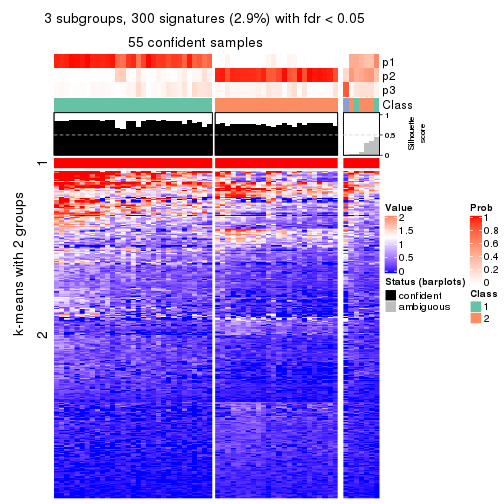 3 subgroups, 300 signatures (2.9%) with fdr < 0.05
55 confident samples
p1
p2
p3
Class
1
0.5
0
Silhouette
score
k-means with 2 groups
1
2
Value
2
1.5
1
0.5
0
Prob
1
0.8
0.6
0.4
0.2
0
Status (barplots)
confident
ambiguous
Class
1
2